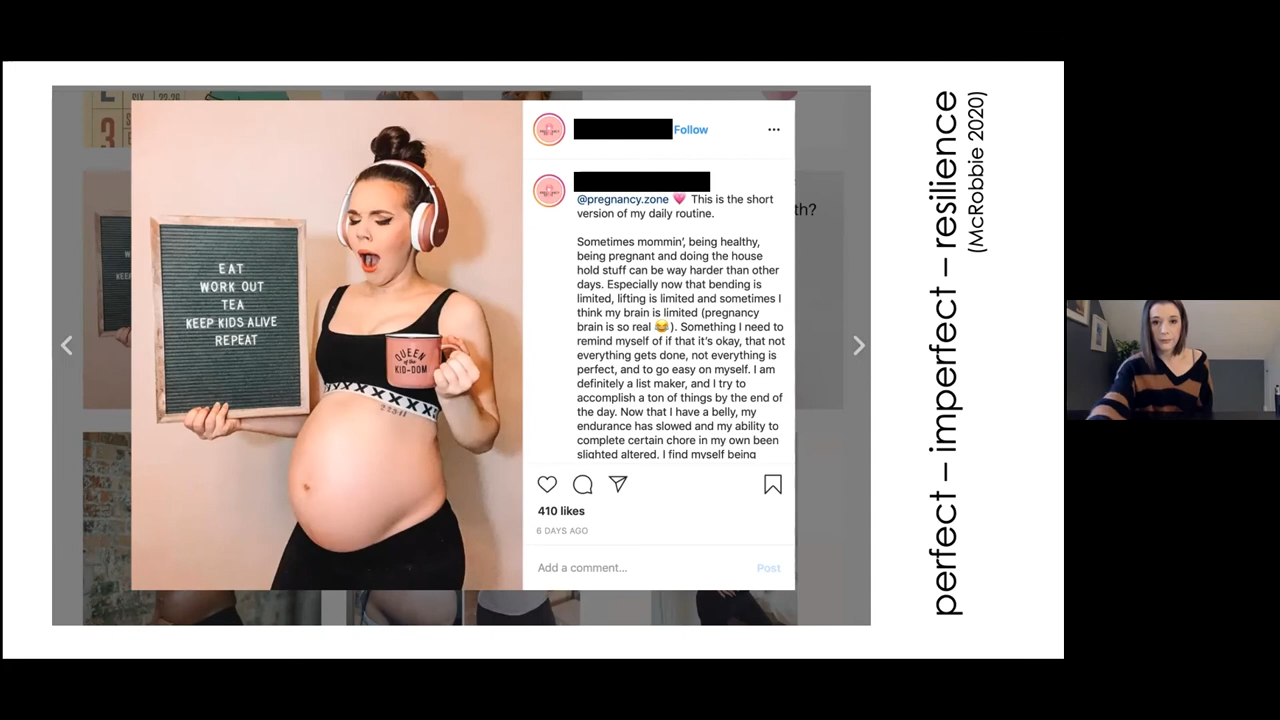 EAT
WORK OUT
TEA
KEEP KIDS ALIVE
REPEAT
QUEEN
of the
KID-DOM
Follow
@pregnancy.zone 💗 This is the short
version of my daily routine.
Sometimes mommin', being healthy,
being pregnant and doing the house
hold stuff can be way harder than other
days. Especially now that bending is
limited, lifting is limited and sometimes I
think my brain is limited (pregnancy
brain is so real 😂). Something I need to
remind myself of if that it's okay, that not
everything gets done, not everything is
perfect, and to go easy on myself. I am
definitely a list maker, and I try to
accomplish a ton of things by the end of
the day. Now that I have a belly, my
endurance has slowed and my ability to
complete certain chore in my own been
slighted altered. I find myself being
410 likes
6 DAYS AGO
Add a comment...
Post
th?
perfect – imperfect – resilience
(McRobbie 2020)